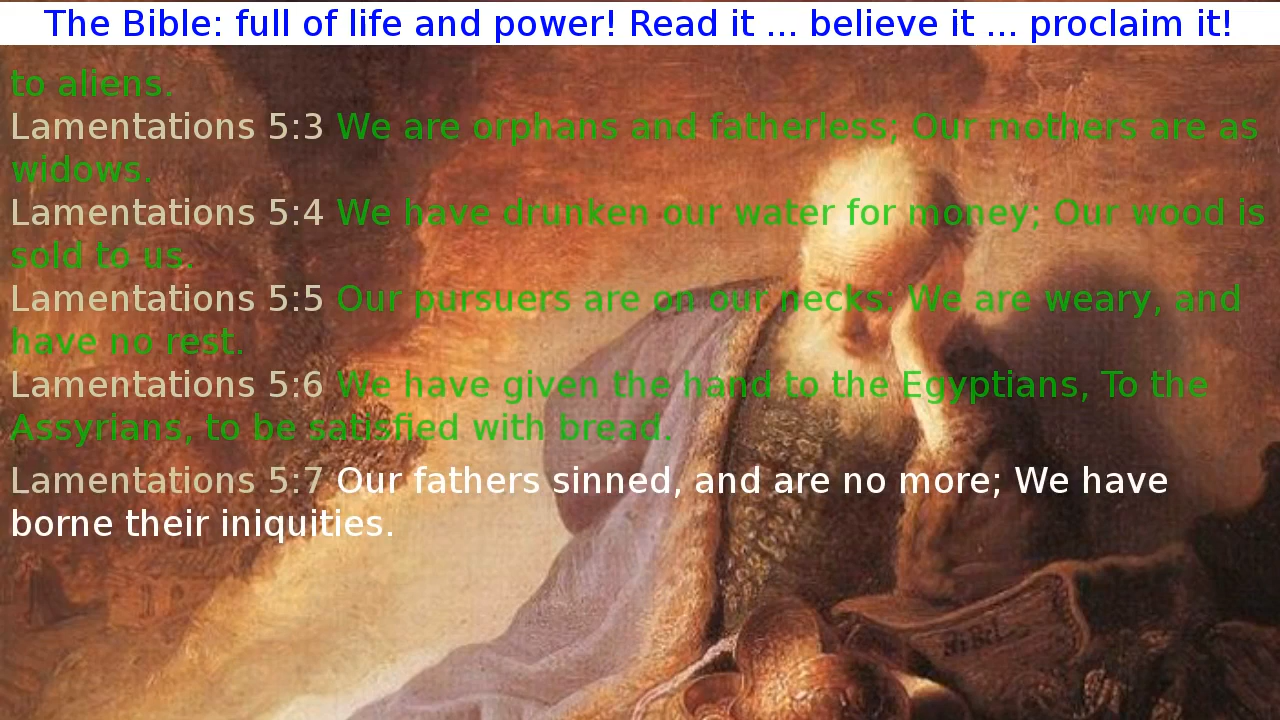 The Bible: full of life and power! Read it ... believe it ... proclaim it!
to aliens.
Lamentations 5:3 We are orphans and fatherless; Our mothers are as
widows.
Lamentations 5:4 We have drunken our water for money; Our wood is
sold to us.
Lamentations 5:5 Our pursuers are on our necks: We are weary, and
have no rest.
Lamentations 5:6 We have given the hand to the Egyptians, To the
Assyrians, to be satisfied with bread.
Lamentations 5:7 Our fathers sinned, and are no more; We have
borne their iniquities.
BiBeL